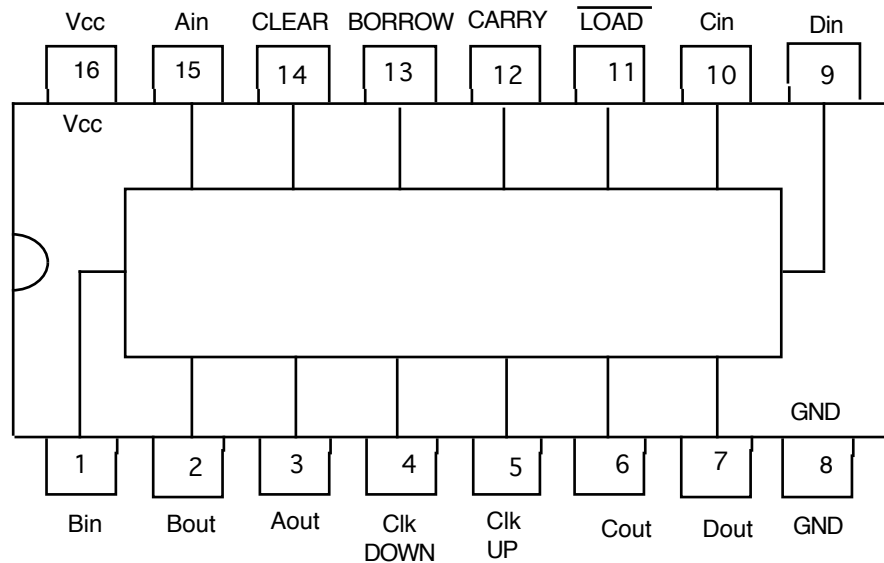 Vcc Ain CLEAR BORROW CARRY LOAD Cin Din
16 15 14 13 12 11 10 9
Vcc
GND
1 2 3 4 5 6 7 8
Bin Bout Aout Clk DOWN Clk UP Cout Dout GND